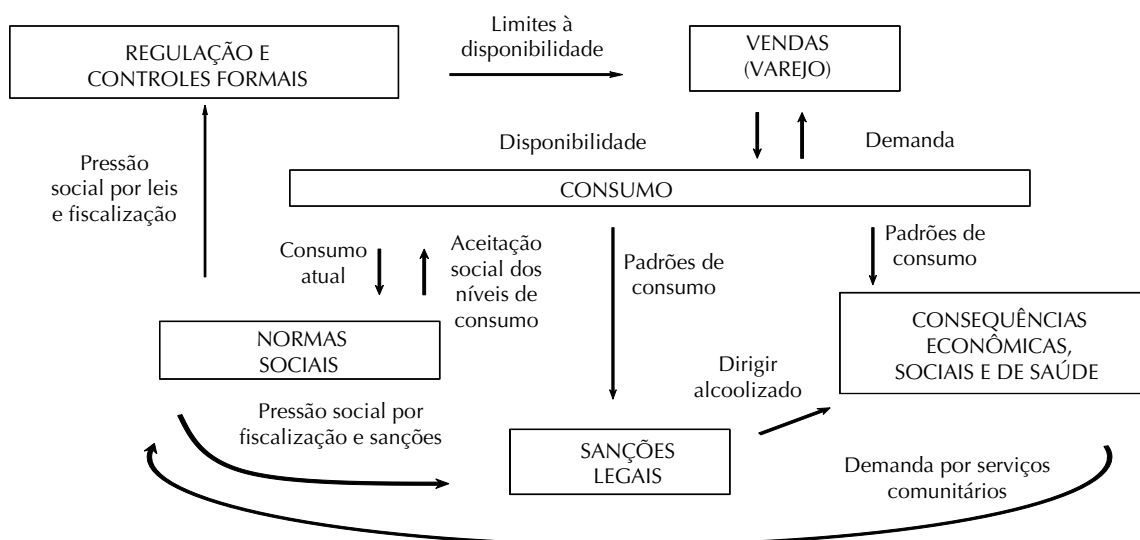 REGULAÇÃO E
CONTROLES FORMAIS
Limites à
disponibilidade
VENDAS
(VAREJO)
Pressão
social por leis
e fiscalização
Disponibilidade
Demanda
CONSUMO
Consumo
atual
Aceitação
social dos
níveis de
consumo
Padrões de
consumo
Padrões de
consumo
NORMAS
SOCIAIS
CONSEQUÊNCIAS
ECONÔMICAS,
SOCIAIS E DE SAÚDE
Dirigir
alcoolizado
Pressão social por
fiscalização e sanções
SANÇÕES
LEGAIS
Demanda por serviços
comunitários